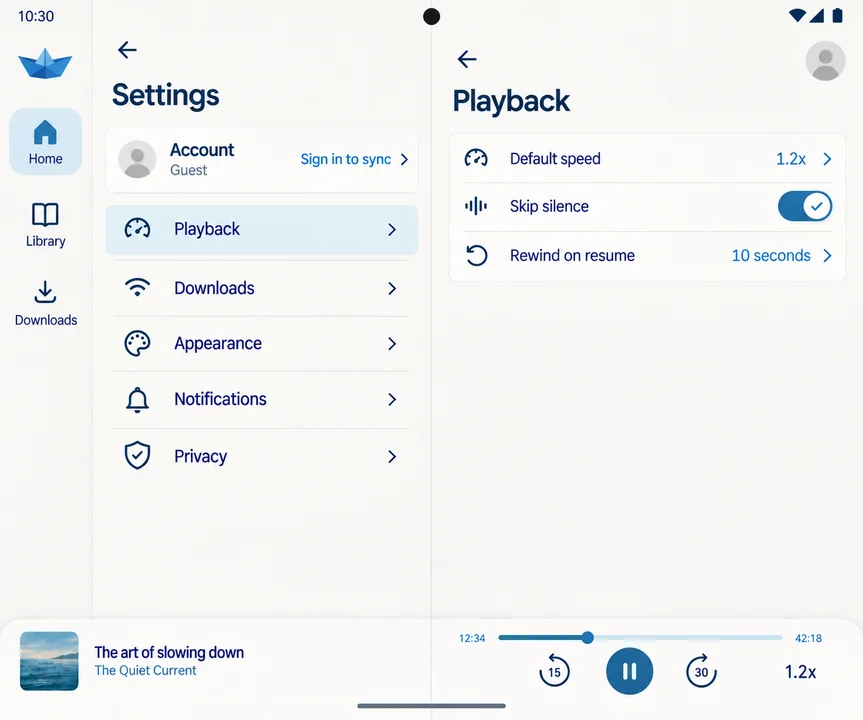 10:30
Home
Library
Downloads
Settings
Account
Guest
Sign in to sync
Playback
Downloads
Appearance
Notifications
Privacy
Playback
Default speed
1.2x
Skip silence
Rewind on resume
10 seconds
The art of slowing down
The Quiet Current
12:34
42:18
15
30
1.2x